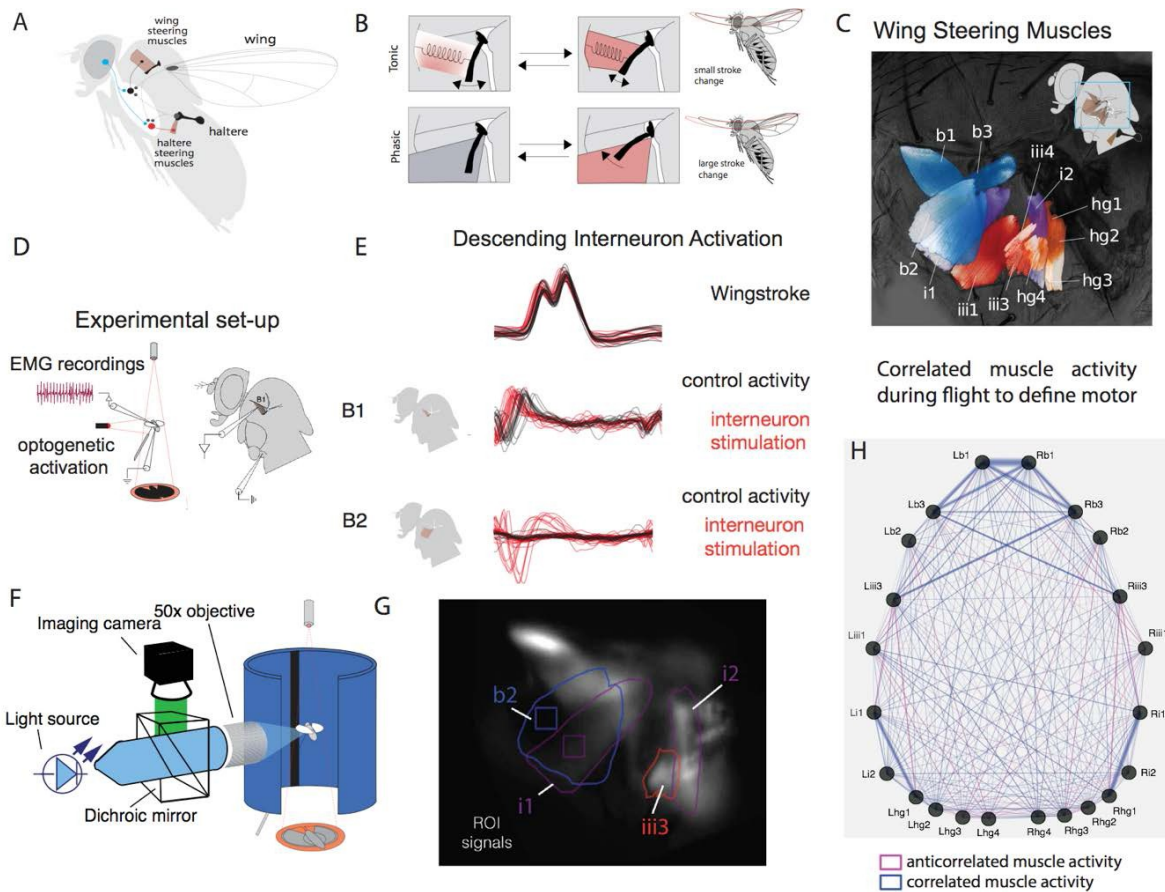 A
wing
steering
muscles
wing
haltere
haltere
steering
muscles
B
Tonic
small stroke
change
Phasic
large stroke
change
C
Wing Steering Muscles
b1
b3
iii4
i2
hg1
hg2
b2
i1
iii1
iii3
hg4
hg3
Correlated muscle activity
during flight to define motor
D
Experimental set-up
EMG recordings
optogenetic
activation
B1
E
Descending Interneuron Activation
Wingstroke
B1
control activity
interneuron
stimulation
B2
control activity
interneuron
stimulation
F
50x objective
Imaging camera
Light source
Dichroic mirror
G
b2
i2
i1
iii3
ROI
signals
H
Lb1
Rb1
Lb3
Rb3
Lb2
Rb2
Liii3
Riii3
Liii1
Riii1
Li1
Ri1
Li2
Ri2
Lhg1
Rhg1
Lhg2
Rhg2
Lhg3
Rhg3
Lhg4
Rhg4
anticorrelated muscle activity
correlated muscle activity